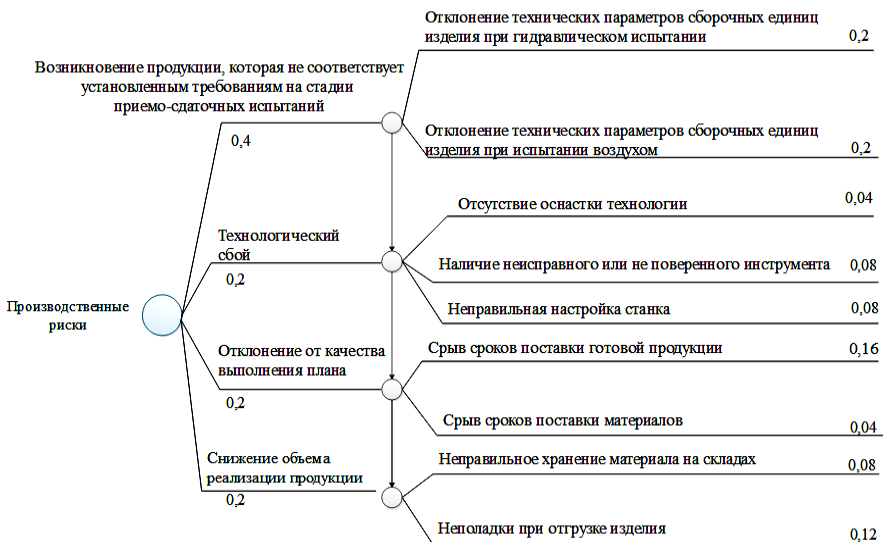 Отклонение технических параметров сборочных единиц
изделия при гидравлическом испытании
0,2
Возникновение продукции, которая не соответствует
установленным требованиям на стадии
приемо-сдаточных испытаний
0,4
Отклонение технических параметров сборочных единиц
изделия при испытании воздухом
0,2
Отсутствие оснастки технологии
0,04
Технологический
сбой
0,2
Наличие неисправного или не поверенного инструмента
0,08
Неправильная настройка станка
0,08
Производственные
риски
Отклонение от качества
выполнения плана
0,2
Срыв сроков поставки готовой продукции
0,16
Срыв сроков поставки материалов
0,04
Снижение объема
реализации продукции
0,2
Неправильное хранение материала на складах
0,08
Неполадки при отгрузке изделия
0,12